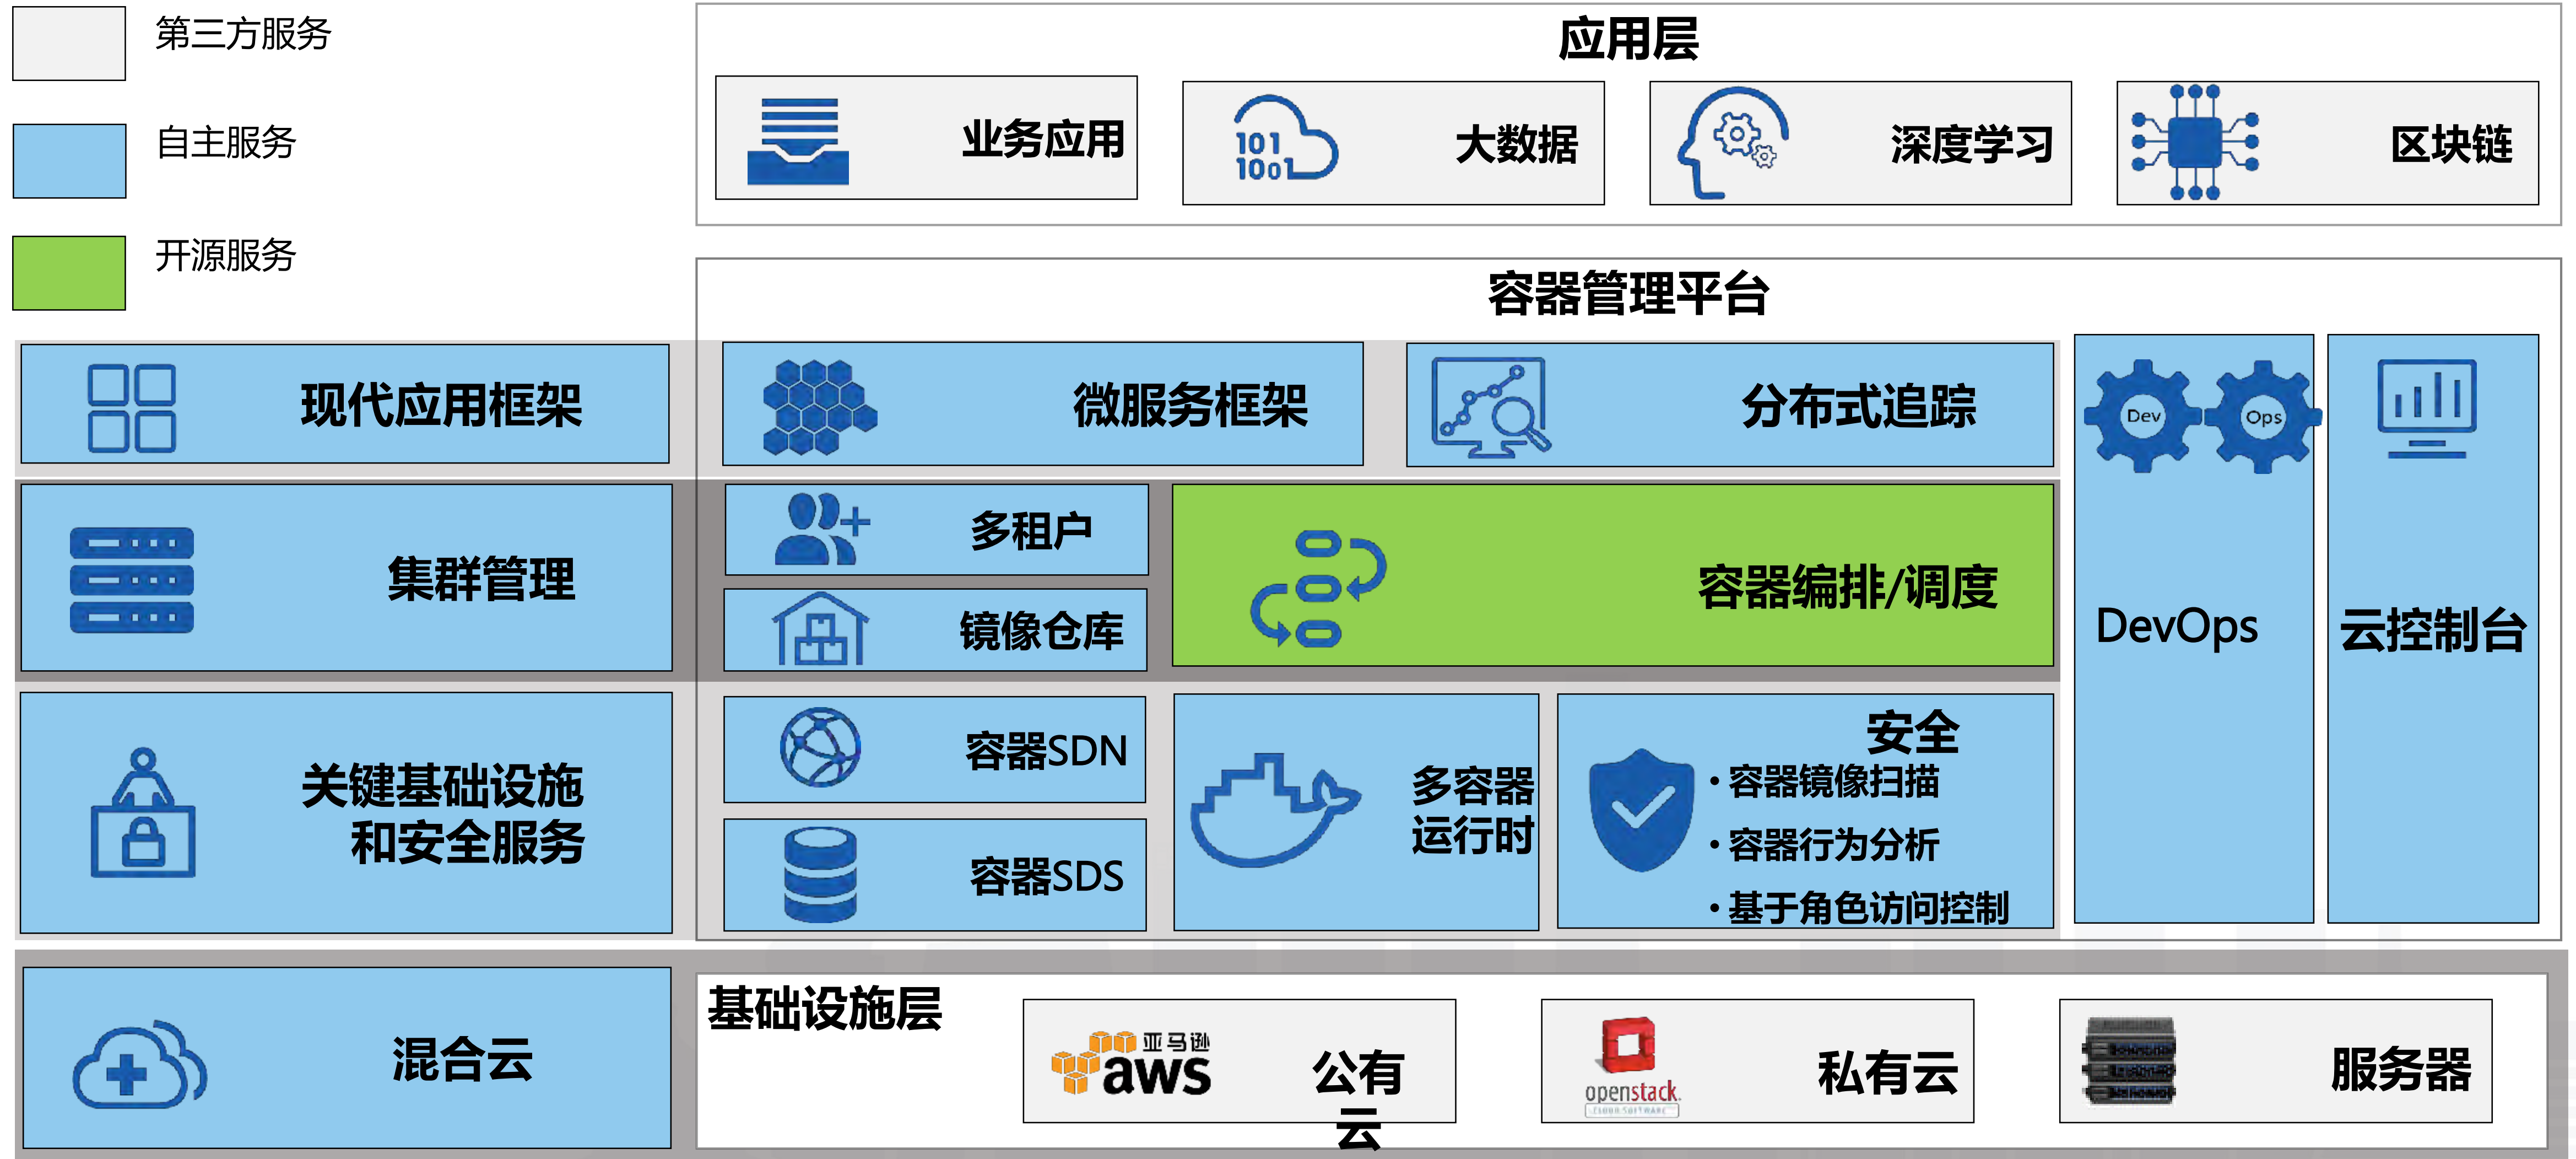 第三方服务
自主服务
开源服务
应用层
业务应用
101
1001
大数据
深度学习
区块链
容器管理平台
现代应用框架
微服务框架
分布式追踪
Dev
Ops
DevOps
云控制台
集群管理
多租户
镜像仓库
容器编排/调度
关键基础设施
和安全服务
容器SDN
容器SDS
多容器
运行时
安全
·容器镜像扫描
·容器行为分析
·基于角色访问控制
混合云
基础设施层
亚马逊
aws
公有
云
openstack.
CLOUD SOFTWARE
私有云
服务器